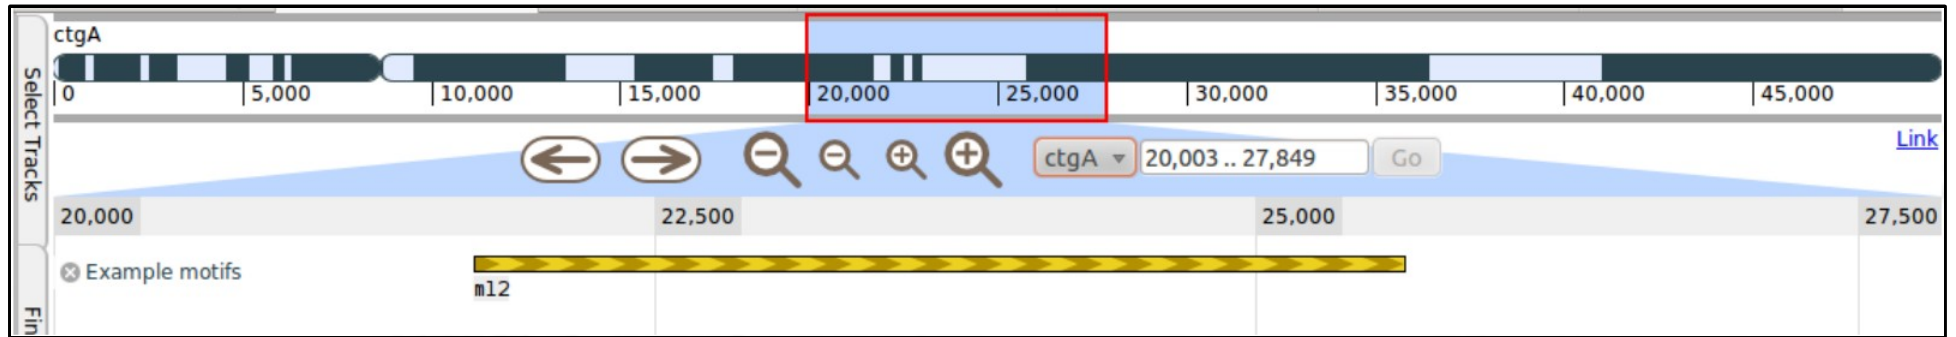 ctgA
0 5,000 10,000 15,000 20,000 25,000 30,000 35,000 40,000 45,000
Select Tracks
Link
ctgA 20,003 .. 27,849 Go
20,000 22,500 25,000 27,500
Example motifs
m12
Fin